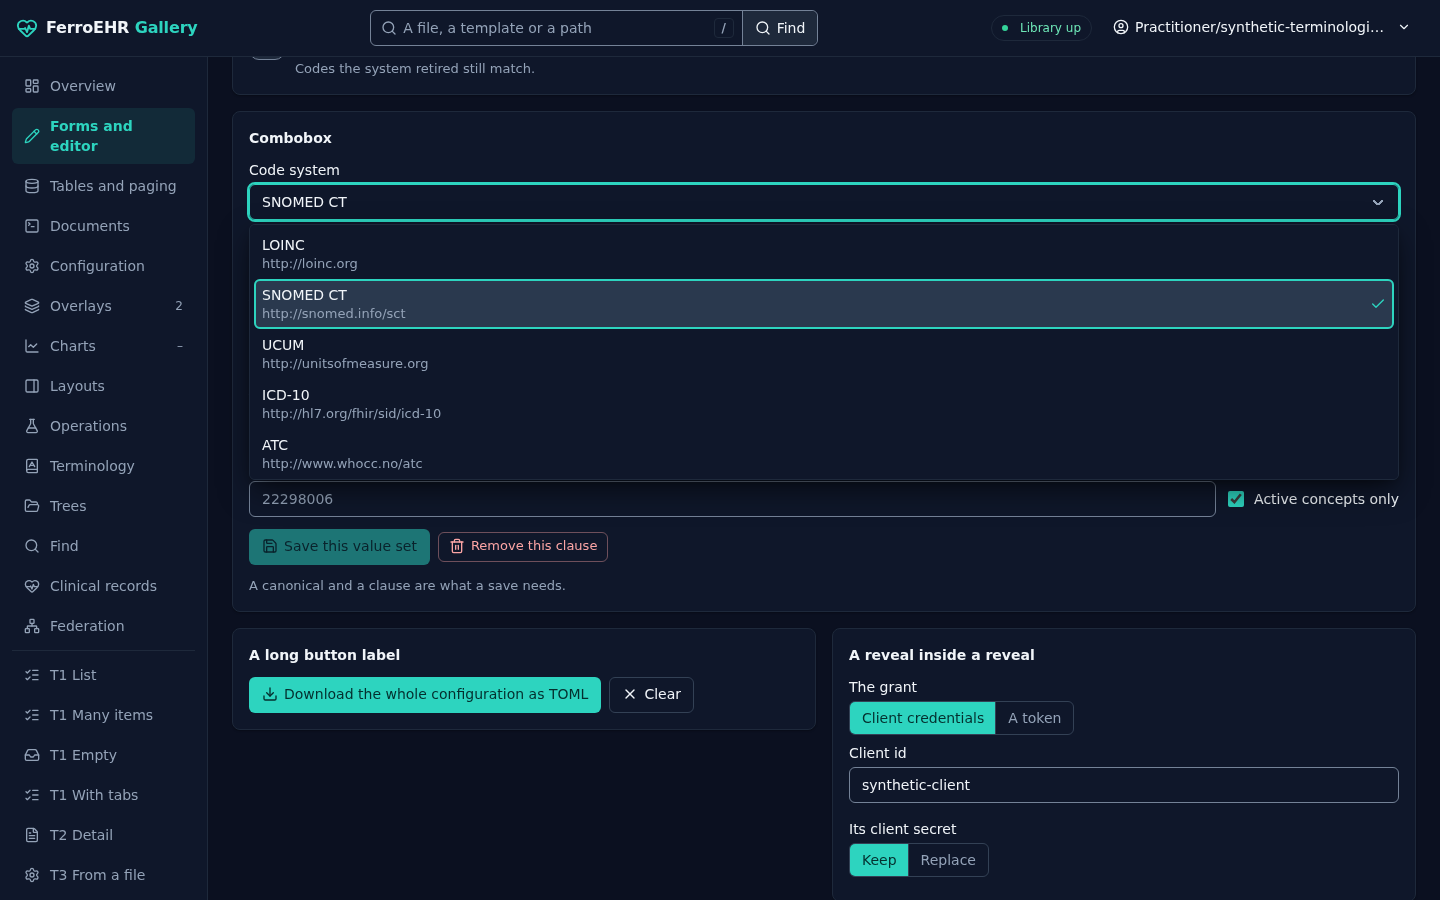 FerroEHR Gallery
A file, a template or a path
/
Find
Library up
Practitioner/synthetic-terminologi...
Overview
Forms and
editor
Tables and paging
Documents
Configuration
Overlays
2
Charts
–
Layouts
Operations
Terminology
Trees
Find
Clinical records
Federation
T1 List
T1 Many items
T1 Empty
T1 With tabs
T2 Detail
T3 From a file
Codes the system retired still match.
Combobox
Code system
SNOMED CT
LOINC
http://loinc.org
SNOMED CT
http://snomed.info/sct
UCUM
http://unitsofmeasure.org
ICD-10
http://hl7.org/fhir/sid/icd-10
ATC
http://www.whocc.no/atc
22298006
Active concepts only
Save this value set
Remove this clause
A canonical and a clause are what a save needs.
A long button label
Download the whole configuration as TOML
Clear
A reveal inside a reveal
The grant
Client credentials
A token
Client id
synthetic-client
Its client secret
Keep
Replace